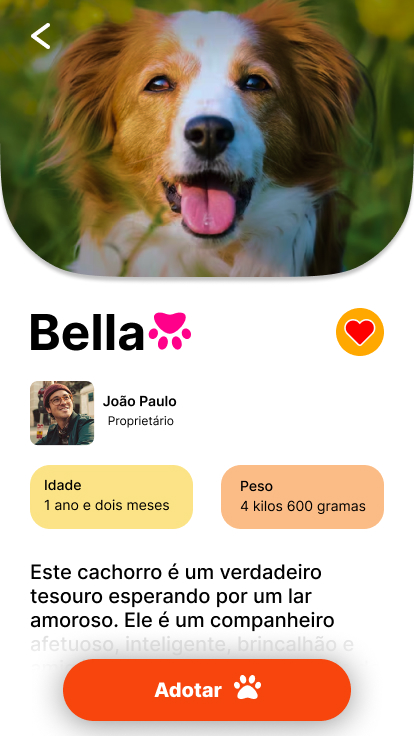 Bella
João Paulo
Proprietário
Idade
1 ano e dois meses
Peso
4 kilos 600 gramas
Este cachorro é um verdadeiro
tesouro esperando por um lar
amoroso. Ele é um companheiro
afetuoso, inteligente, brincalhão e
Adotar